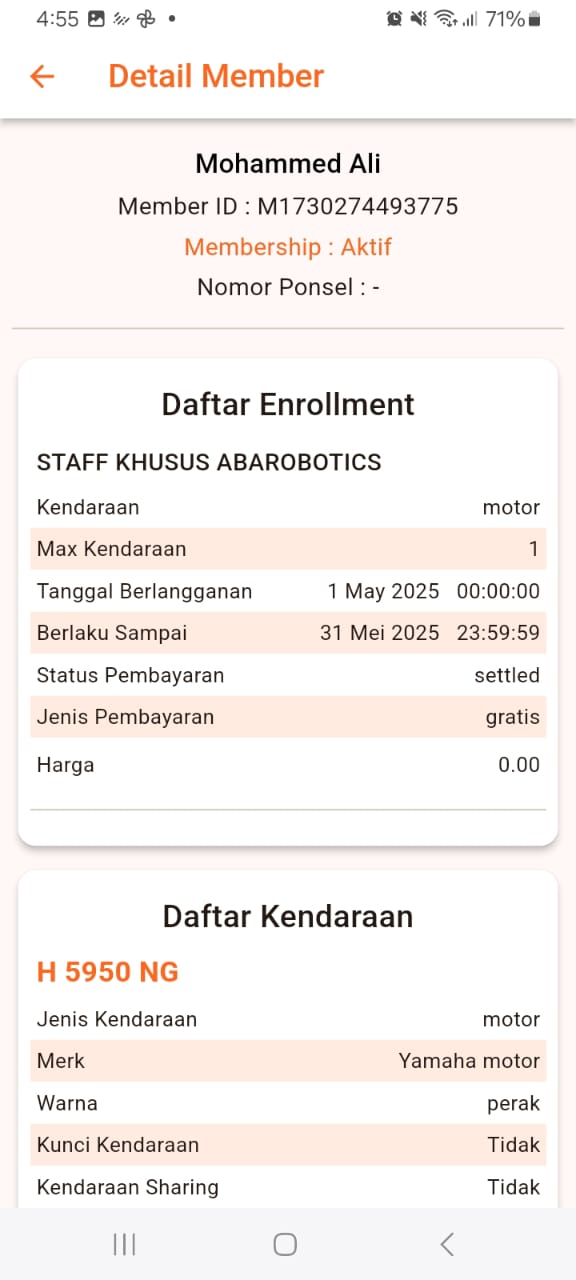 4:55 71%
Detail Member
Mohammed Ali
Member ID : M1730274493775
Membership : Aktif
Nomor Ponsel : -
Daftar Enrollment
STAFF KHUSUS ABAROBOTICS
Kendaraan motor
Max Kendaraan 1
Tanggal Berlangganan 1 May 2025 00:00:00
Berlaku Sampai 31 Mei 2025 23:59:59
Status Pembayaran settled
Jenis Pembayaran gratis
Harga 0.00
Daftar Kendaraan
H 5950 NG
Jenis Kendaraan motor
Merk Yamaha motor
Warna perak
Kunci Kendaraan Tidak
Kendaraan Sharing Tidak